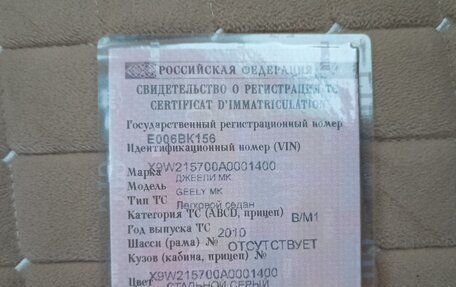 РОССИЙСКАЯ ФЕДЕРАЦИЯ
СВИДЕТЕЛЬСТВО О РЕГИСТРАЦИИ ТС
CERTIFICAT D'IMMATRICULATION
Государственный регистрационный номер
Е006ВК156
Идентификационный номер (VIN)
X9W215700A0001400
Марка ДЖЕЕЛИ МК
Модель GEELY MK
Тип ТС Легковой седан
Категория ТС (ABCD, прицеп) B/M1
Год выпуска ТС 2010
Шасси (рама) № ОТСУТСТВУЕТ
Кузов (кабина, прицеп) №
X9W215700A0001400
Цвет СТАЛЬНОЙ СЕРЫЙ